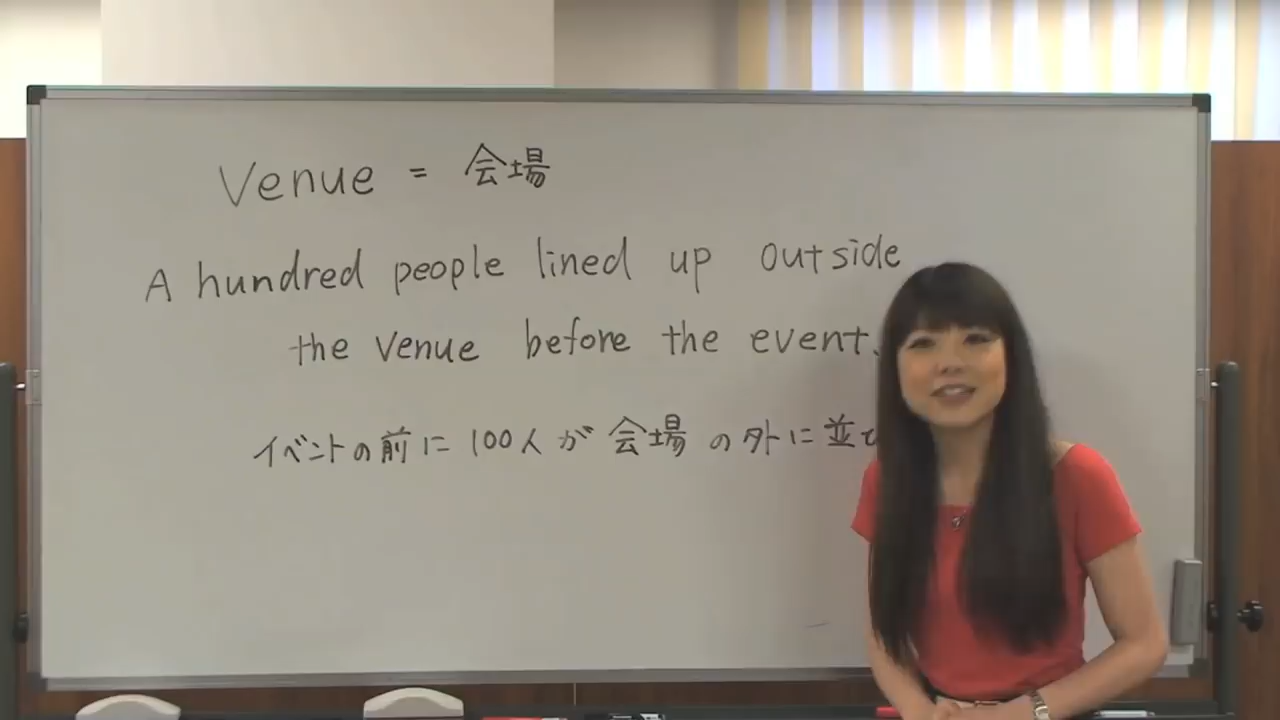 Venue = 会場
A hundred people lined up outside
the venue before the event.
イベントの前に 100人が 会場の外に並